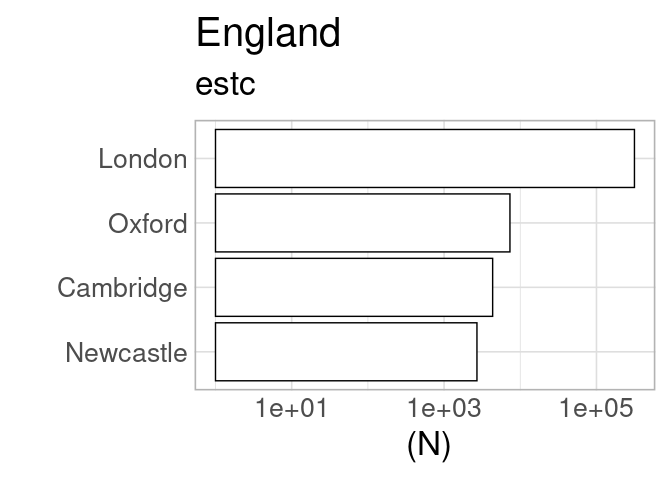 England
estc
London
Oxford
Cambridge
Newcastle
1e+01 1e+03 1e+05
(N)